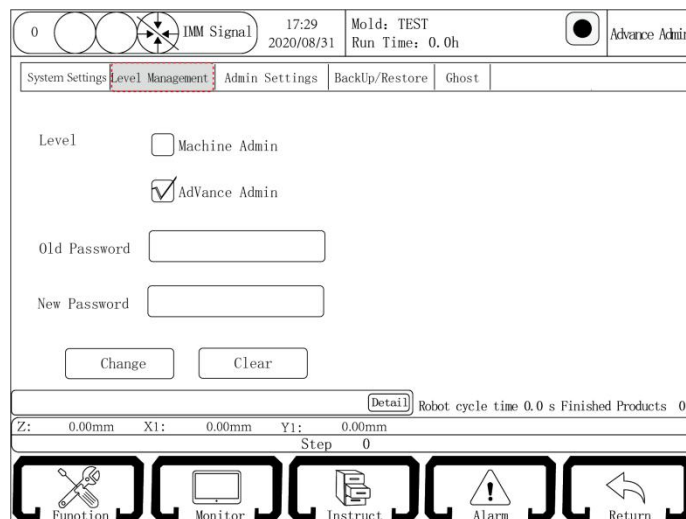 0 IMM Signal 17:29 2020/08/31 Mold: TEST Run Time: 0.0h Advance Admin
System Settings Level Management Admin Settings BackUp/Restore Ghost
Level Machine Admin
AdVance Admin
Old Password
New Password
Change Clear
Detail Robot cycle time 0.0 s Finished Products 0
Z: 0.00mm X1: 0.00mm Y1: 0.00mm
Step 0
Funotion Monitor Instruct Alarm Return